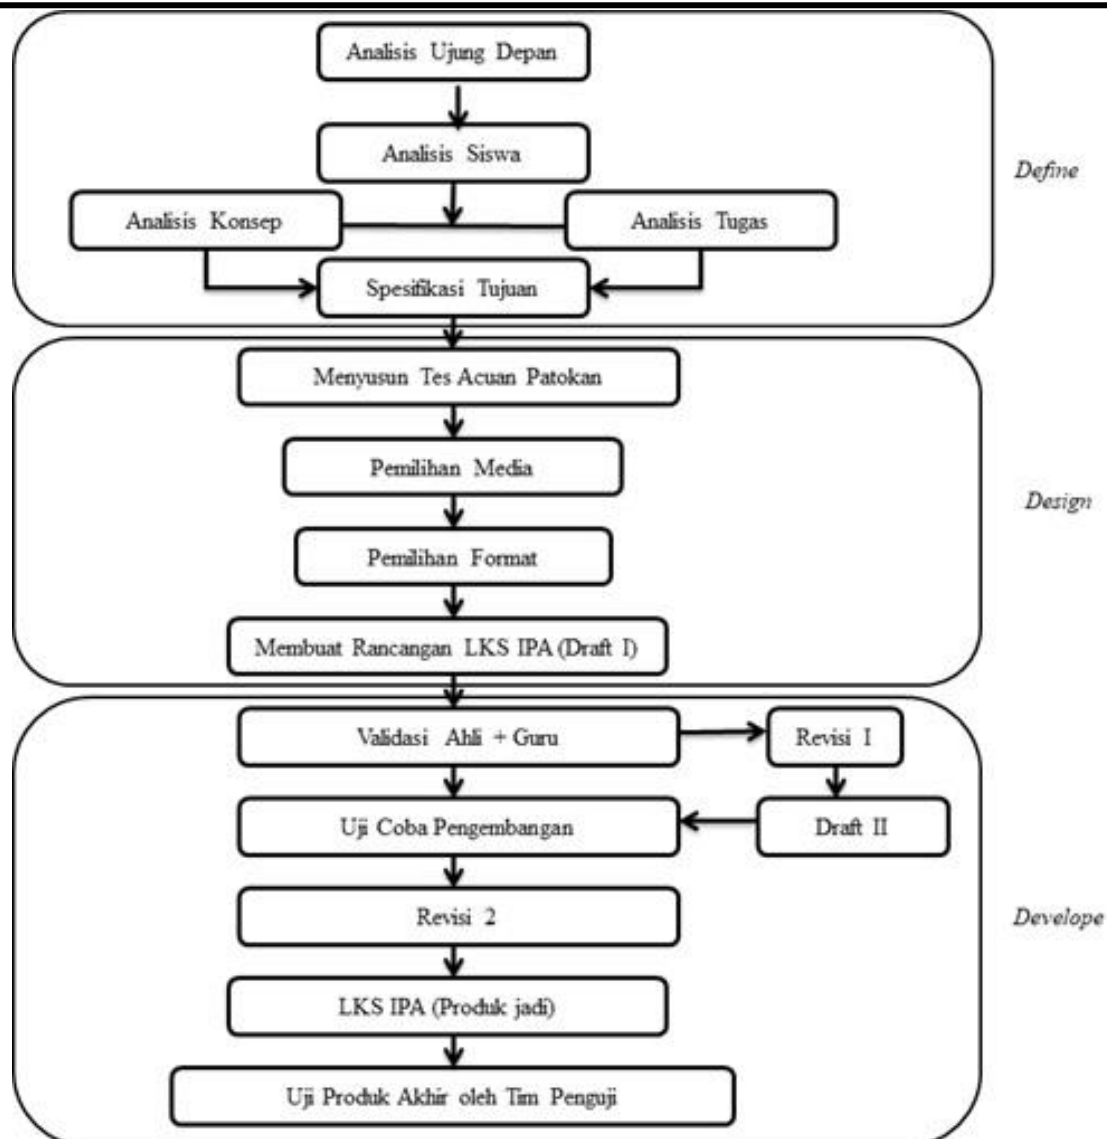 Analisis Ujung Depan
Analisis Siswa
Define
Analisis Konsep
Analisis Tugas
Spesifikasi Tujuan
Menyusun Tes Acuan Patokan
Pemilihan Media
Design
Pemilihan Format
Membuat Rancangan LKS IPA (Draft I)
Validasi Ahli + Guru
Revisi I
Uji Coba Pengembangan
Draft II
Revisi 2
Develope
LKS IPA (Produk jadi)
Uji Produk Akhir oleh Tim Penguji